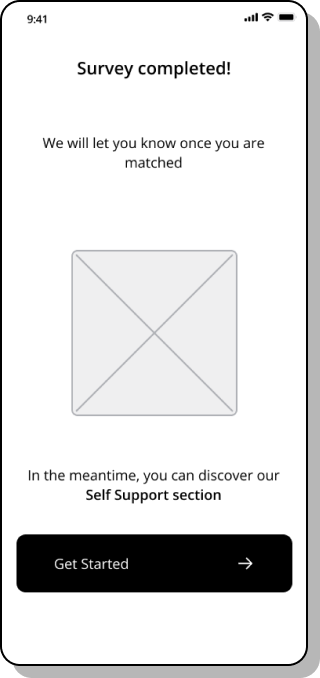 9:41
Survey completed!
We will let you know once you are
matched
In the meantime, you can discover our
Self Support section
Get Started